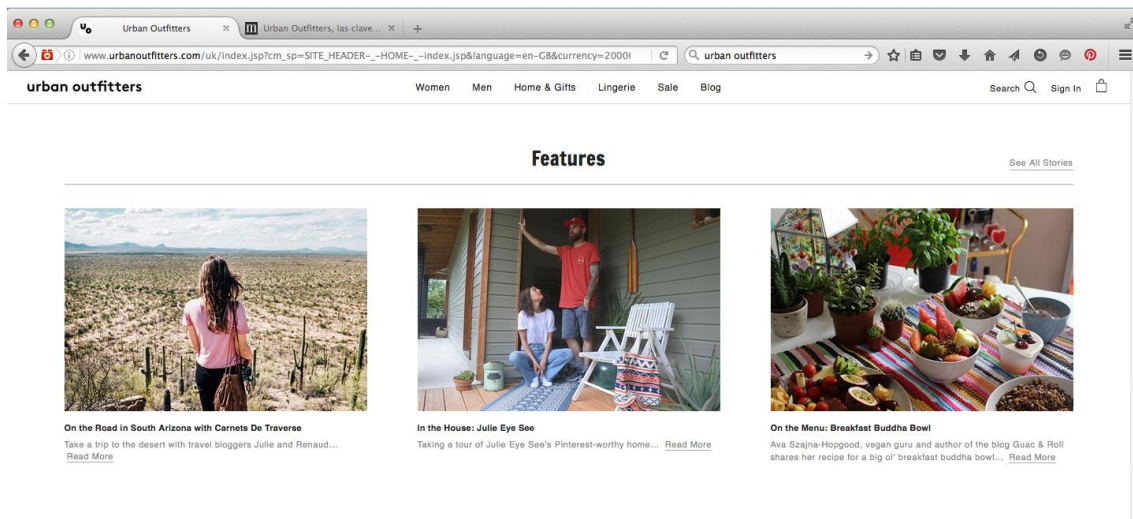 Urban Outfitters
Urban Outfitters, las clave...
www.urbanoutfitters.com/uk/index.jsp?cm_sp=SITE_HEADER-_-HOME-_-index.jsp&language=en-GB&currency=2000
urban outfitters
urban outfitters
Women Men Home & Gifts Lingerie Sale Blog
Search Sign In
Features
See All Stories
On the Road in South Arizona with Carnets De Traverse
Take a trip to the desert with travel bloggers Julie and Renaud...
Read More
In the House: Julie Eye See
Taking a tour of Julie Eye See's Pinterest-worthy home... Read More
On the Menu: Breakfast Buddha Bowl
Ava Szajna-Hopgood, vegan guru and author of the blog Guac & Roll
shares her recipe for a big ol' breakfast buddha bowl... Read More